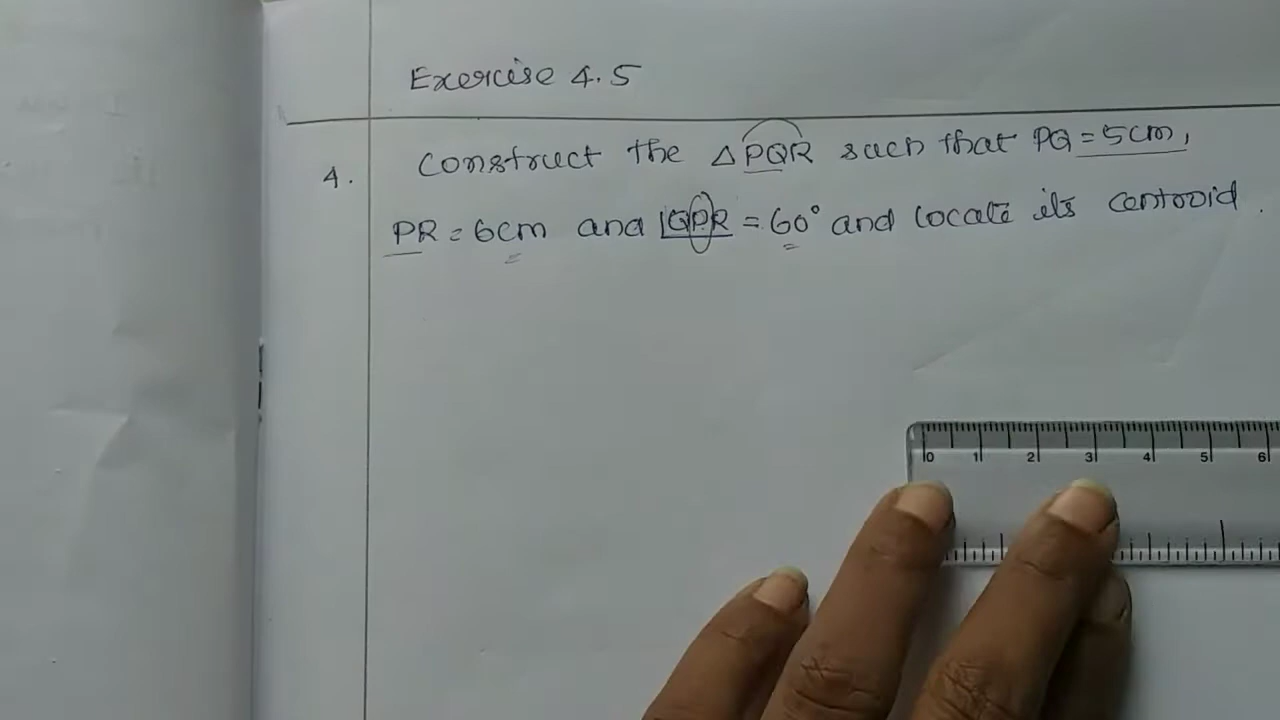 Exercise 4.5
4. Construct the △PQR such that PQ = 5cm,
PR = 6cm and ∠QPR = 60° and locate its centroid.
0 1 2 3 4 5 6